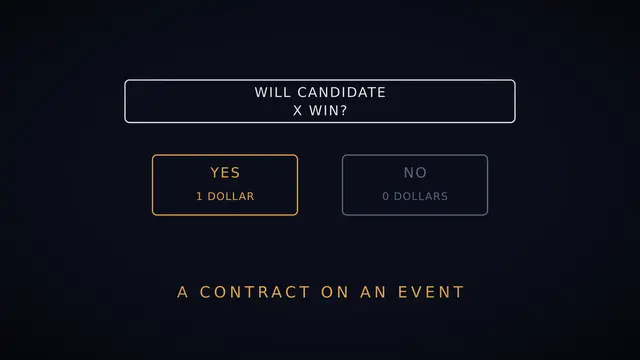 WILL CANDIDATE
X WIN?
YES
NO
1 DOLLAR
0 DOLLARS
A CONTRACT ON AN EVENT